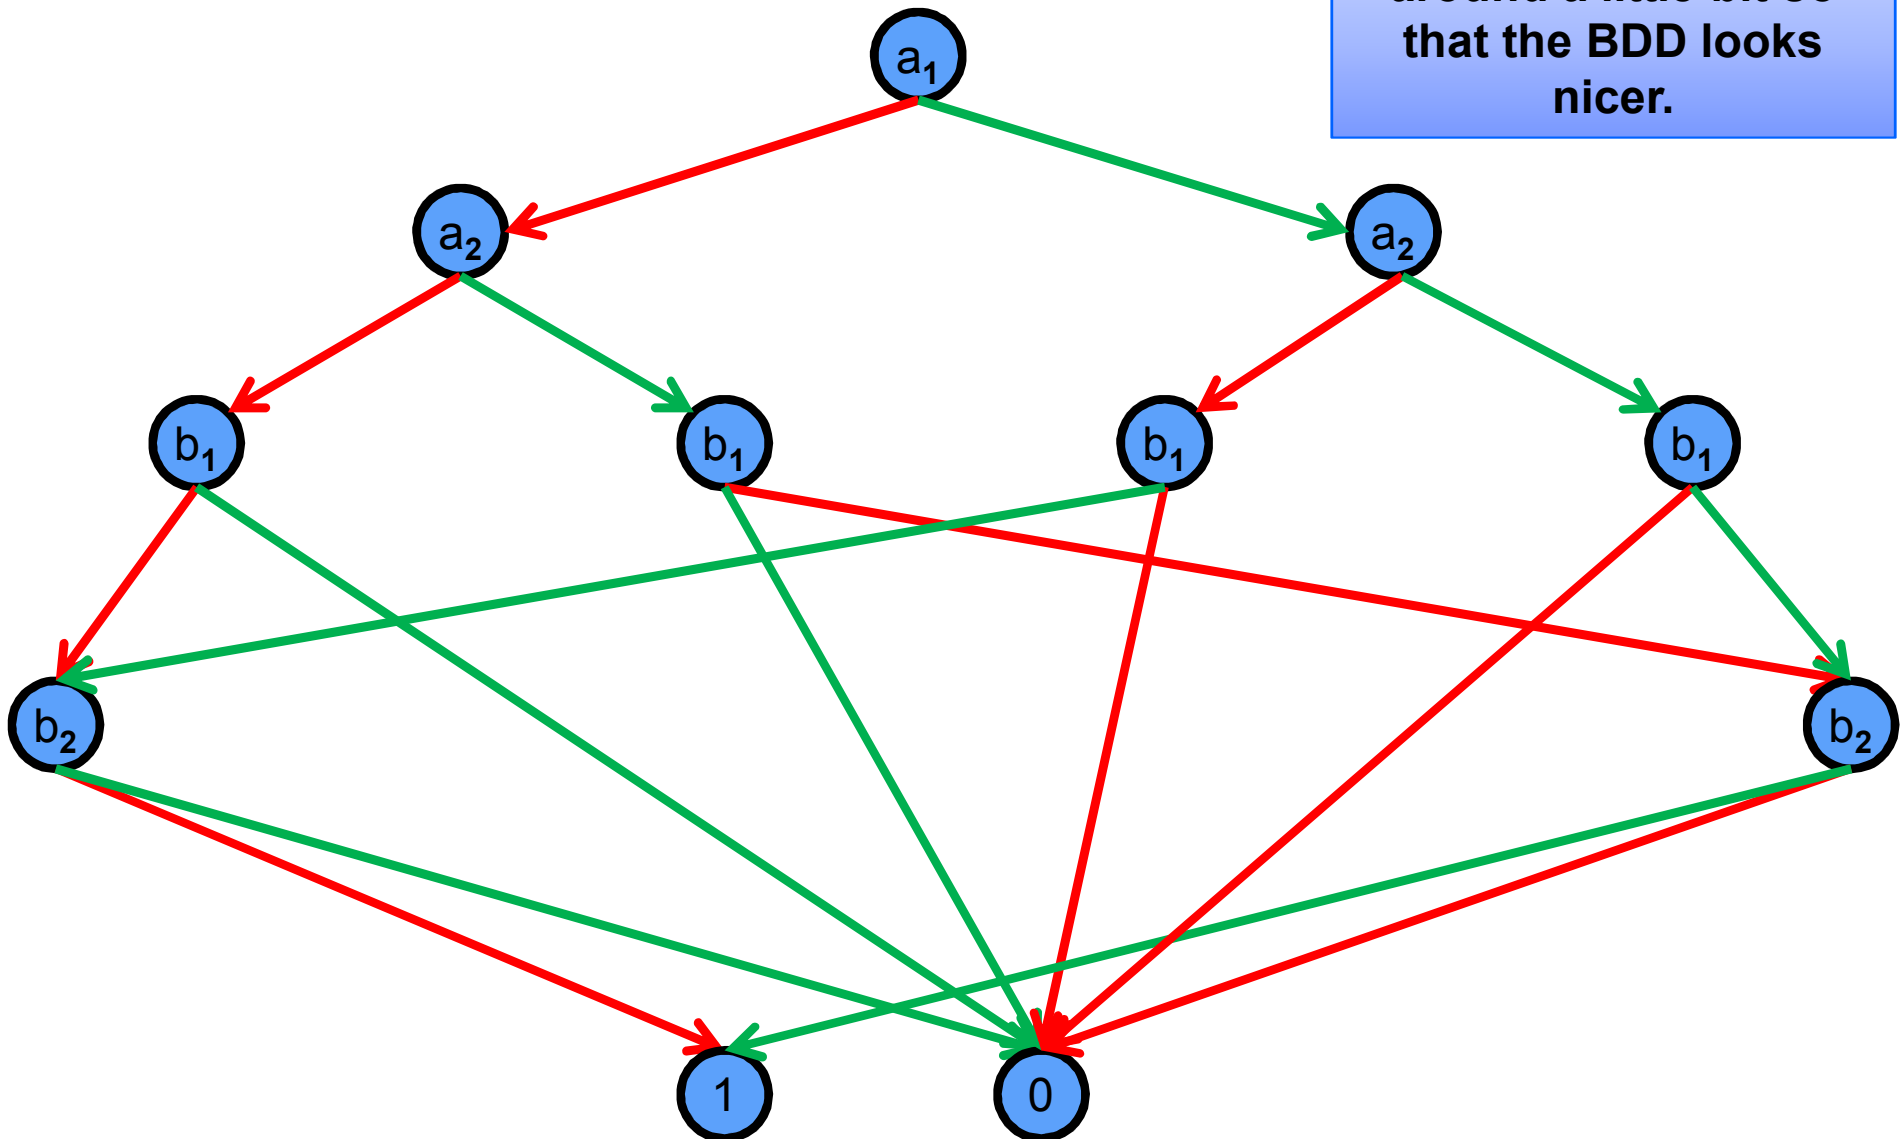 that the BDD looks
nicer.
a₁
a₂ a₂
b₁ b₁ b₁ b₁
b₂ b₂
1 0